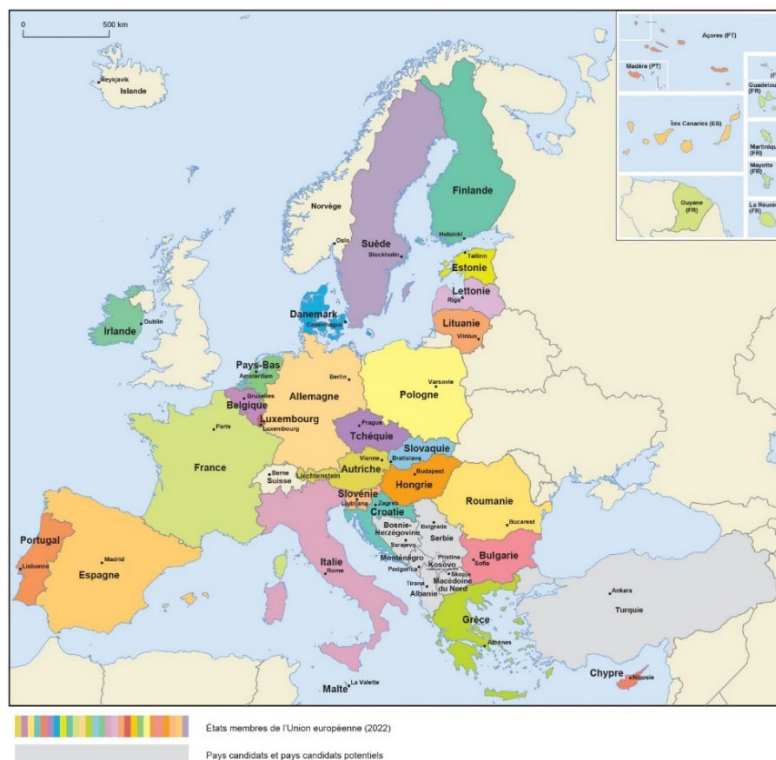 0 500 km
Reykjavik
Islande
Açores (PT)
Madère (PT)
Guadeloupe
(FR)
Îles Canaries (ES)
Martinique
(FR)
Mayotte
(FR)
Guyane
(FR)
La Réunion
(FR)
Norvège
Oslo
Suède
Stockholm
Finlande
Helsinki
Tallinn
Estonie
Lettonie
Riga
Lituanie
Vilnius
Irlande
Dublin
Danemark
Copenhague
Pays-Bas
Amsterdam
Bruxelles
Belgique
Luxembourg
Luxembourg
Berlin
Allemagne
Varsovie
Pologne
Prague
Tchéquie
Paris
France
Berne
Suisse
Liechtenstein
Vienne
Autriche
Slovaquie
Bratislava
Budapest
Hongrie
Slovénie
Ljubljana
Zagreb
Croatie
Roumanie
Bucarest
Bosnie-
Herzégovine
Sarajevo
Belgrade
Serbie
Monténégro
Podgorica
Pristina
Kosovo
Skopje
Macédoine
du Nord
Tirana
Albanie
Bulgarie
Sofia
Portugal
Lisbonne
Madrid
Espagne
Italie
Rome
Grèce
Athènes
Ankara
Turquie
Malte
La Valette
Chypre
Nicosie
États membres de l'Union européenne (2022)
Pays candidats et pays candidats potentiels